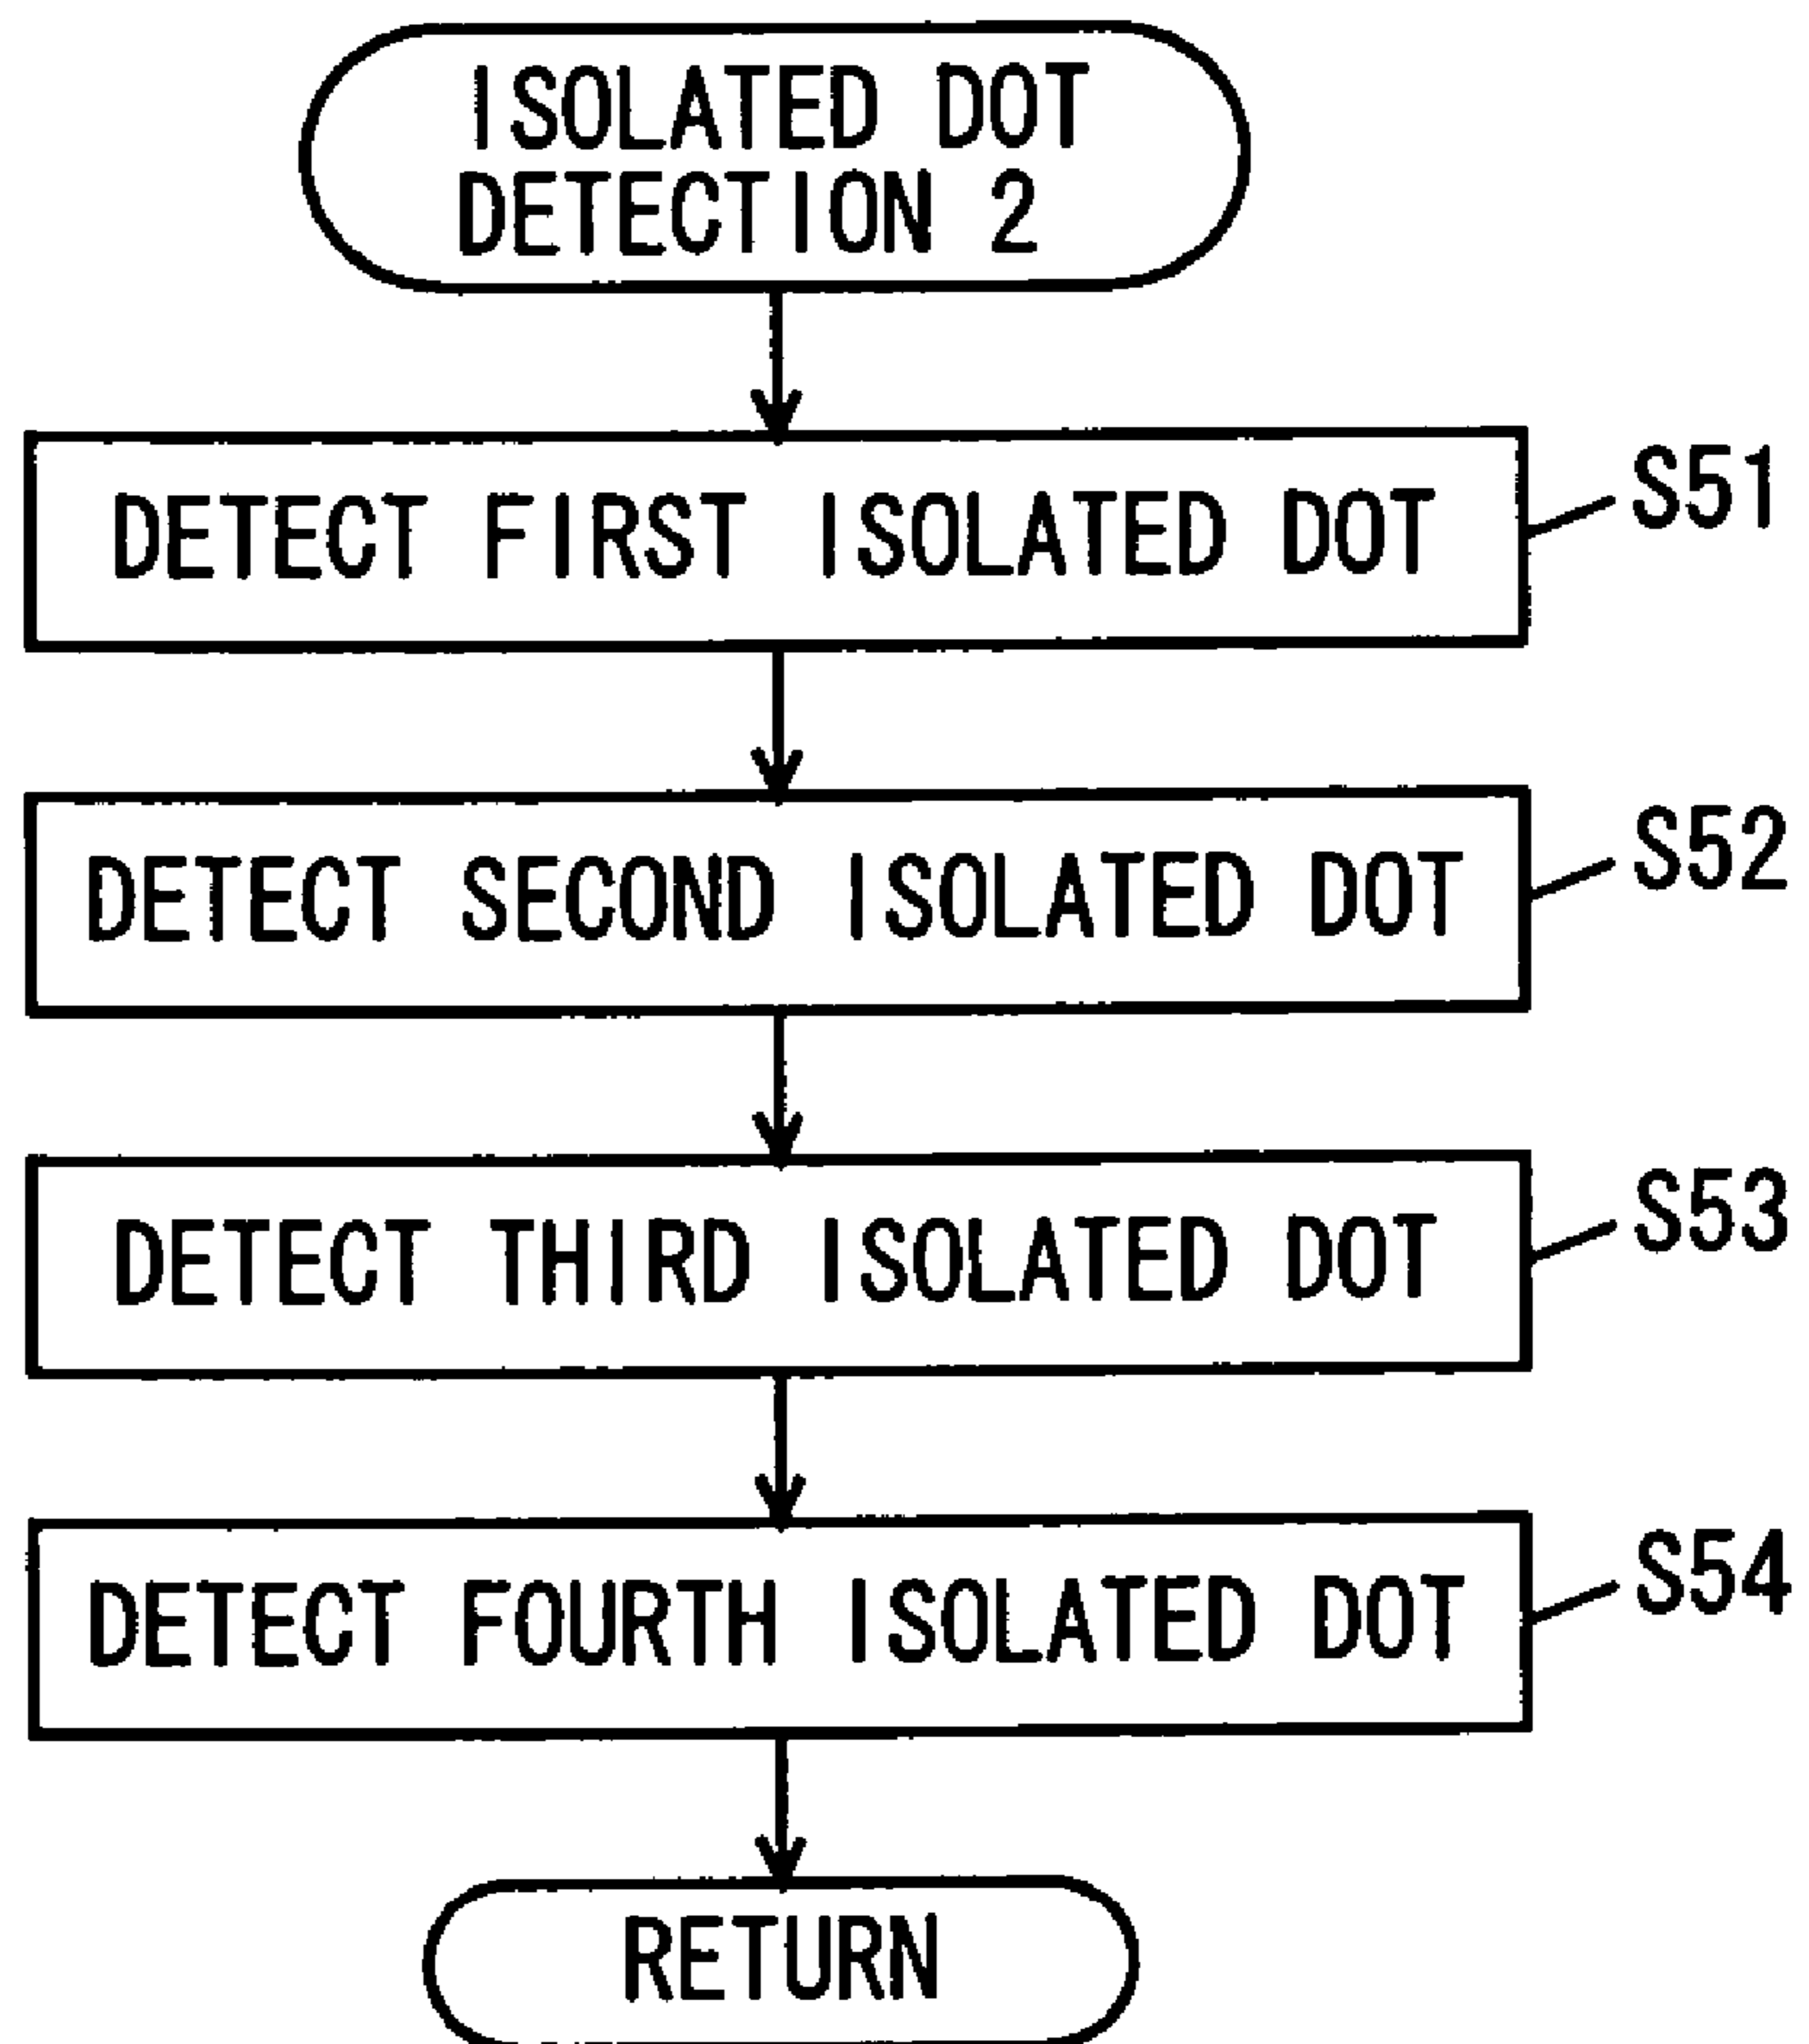 ISOLATED DOT
DETECTION 2
DETECT FIRST ISOLATED DOT
S51
DETECT SECOND ISOLATED DOT
S52
DETECT THIRD ISOLATED DOT
S53
DETECT FOURTH ISOLATED DOT
S54
RETURN